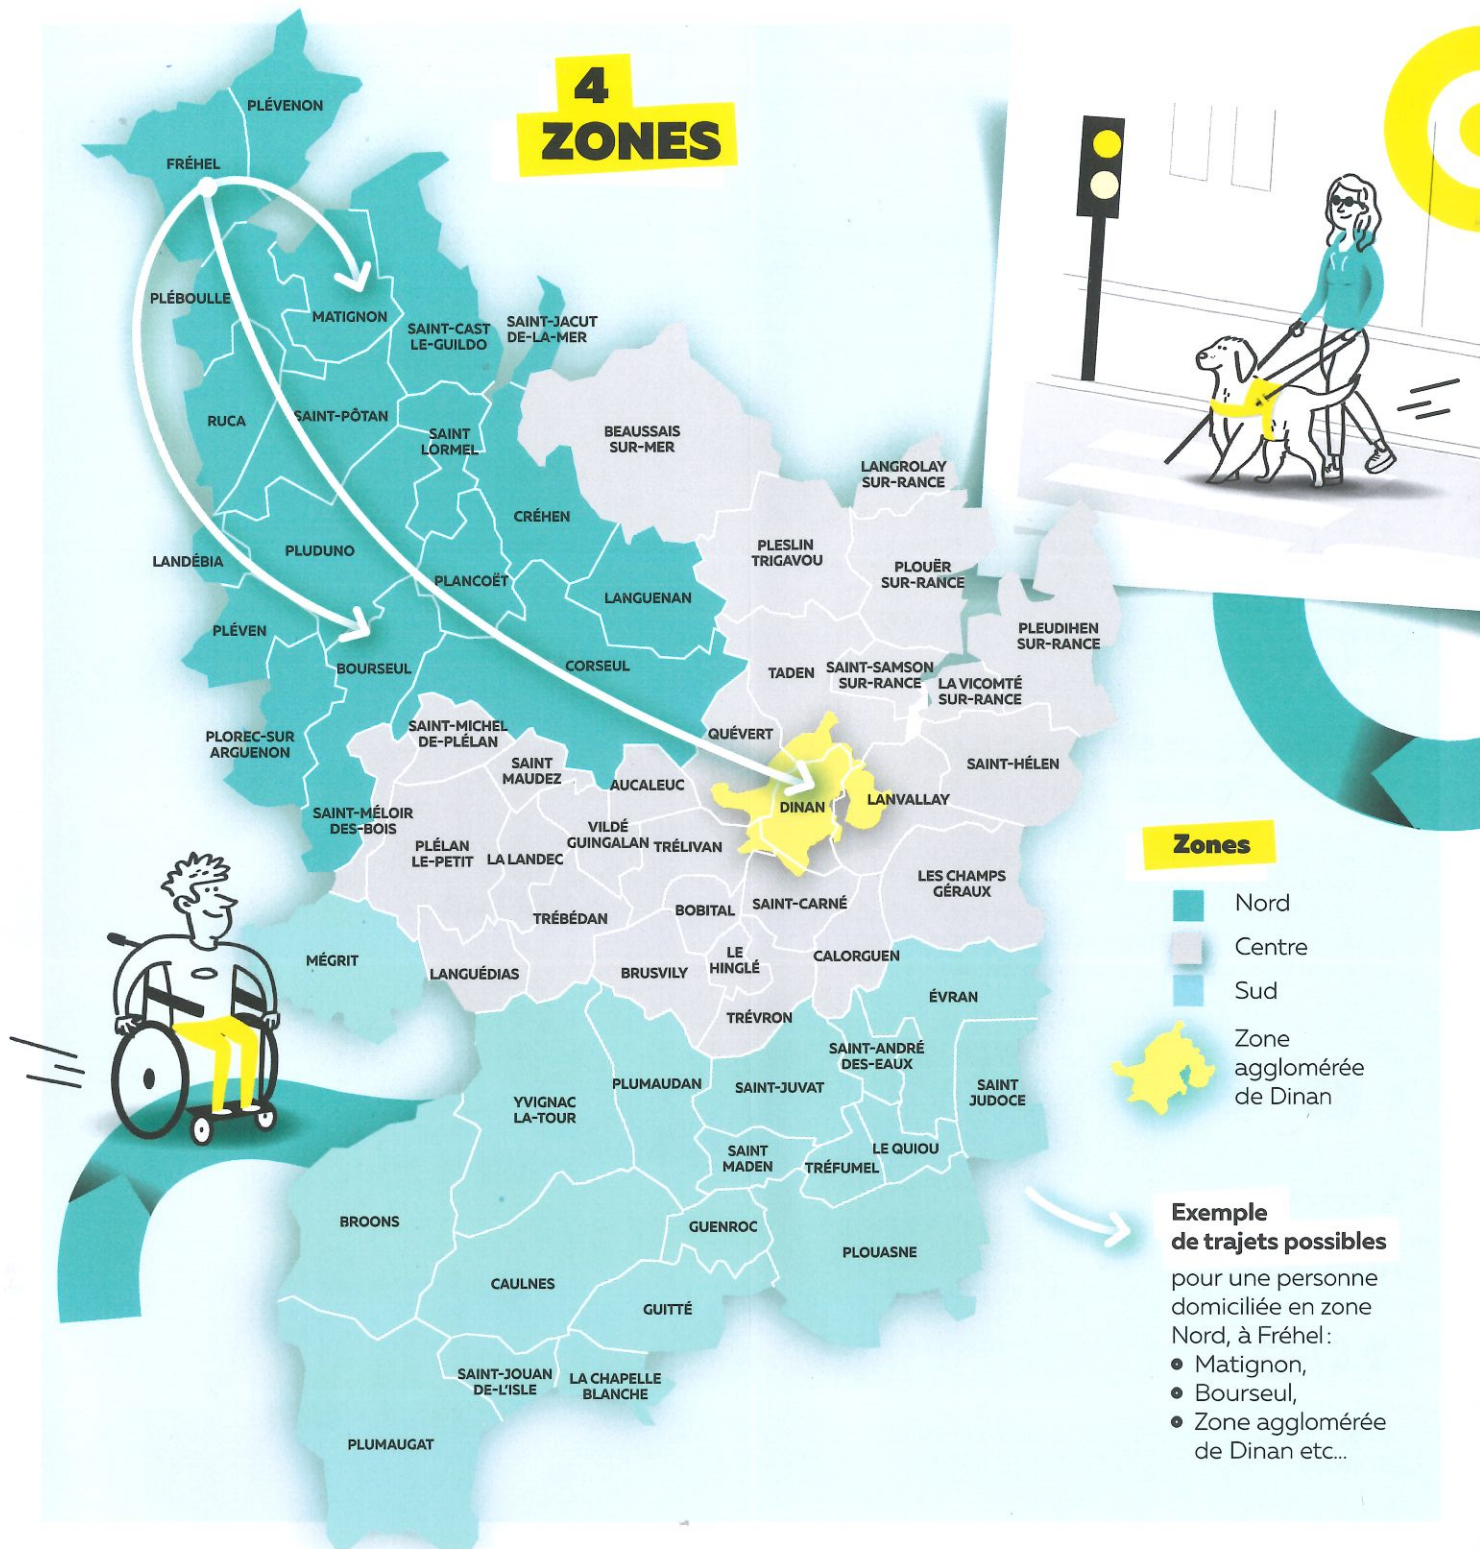 4
ZONES
PLÉVENON
FRÉHEL
PLÉBOULLE
MATIGNON
SAINT-CAST
LE-GUILDO
SAINT-JACUT
DE-LA-MER
RUCA
SAINT-PÔTAN
SAINT
LORMEL
BEAUSSAIS
SUR-MER
LANGROLAY
SUR-RANCE
CRÉHEN
LANDÉBIA
PLUDUNO
PLANCOËT
PLESLIN
TRIGAVOU
PLOUËR
SUR-RANCE
LANGUENAN
PLÉVEN
BOURSEUL
CORSEUL
TADEN
SAINT-SAMSON
SUR-RANCE
PLEUDIHEN
SUR-RANCE
LA VICOMTÉ
SUR-RANCE
PLOREC-SUR
ARGUENON
SAINT-MICHEL
DE-PLÉLAN
QUÉVERT
SAINT
MAUDEZ
AUCALEUC
SAINT-HÉLEN
DINAN
LANVALLAY
SAINT-MÉLOIR
DES-BOIS
PLÉLAN
LE-PETIT
LA LANDEC
VILDÉ
GUINGALAN
TRÉLIVAN
LES CHAMPS
GÉRAUX
TRÉBÉDAN
BOBITAL
SAINT-CARNÉ
MÉGRIT
LANGUÉDIAS
BRUSVILY
LE
HINGLÉ
CALORGUEN
TRÉVRON
ÉVRAN
YVIGNAC
LA-TOUR
PLUMAUDAN
SAINT-JUVAT
SAINT-ANDRÉ
DES-EAUX
SAINT
JUDOCE
SAINT
MADEN
TRÉFUMEL
LE QUIOU
BROONS
GUENROC
PLOUASNE
CAULNES
GUITTÉ
SAINT-JOUAN
DE-L'ISLE
LA CHAPELLE
BLANCHE
PLUMAUGAT
Zones
Nord
Centre
Sud
Zone
agglomérée
de Dinan
Exemple
de trajets possibles
pour une personne
domiciliée en zone
Nord, à Fréhel :
• Matignon,
• Bourseul,
• Zone agglomérée
de Dinan etc...